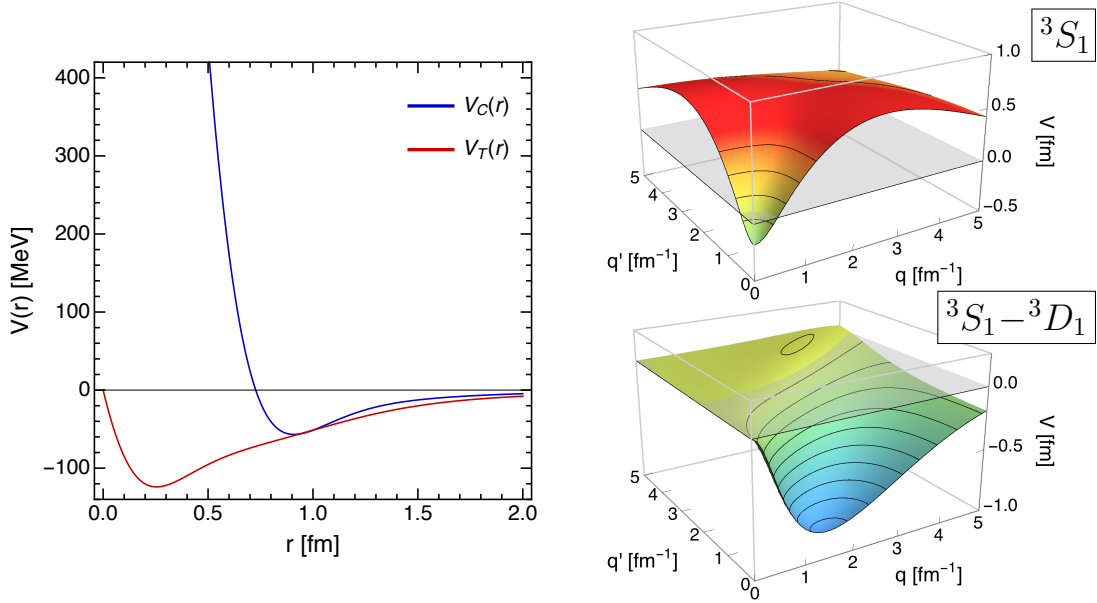 400
300
200
100
0
−100
V(r) [MeV]
V_C(r)
V_T(r)
0.0 0.5 1.0 1.5 2.0
r [fm]
³S₁
1.0
0.5
0.0
−0.5
V [fm]
5 4 3 2 1 0
q' [fm⁻¹]
0 1 2 3 4 5
q [fm⁻¹]
³S₁−³D₁
0.0
−0.5
−1.0
V [fm]
5 4 3 2 1 0
q' [fm⁻¹]
0 1 2 3 4 5
q [fm⁻¹]